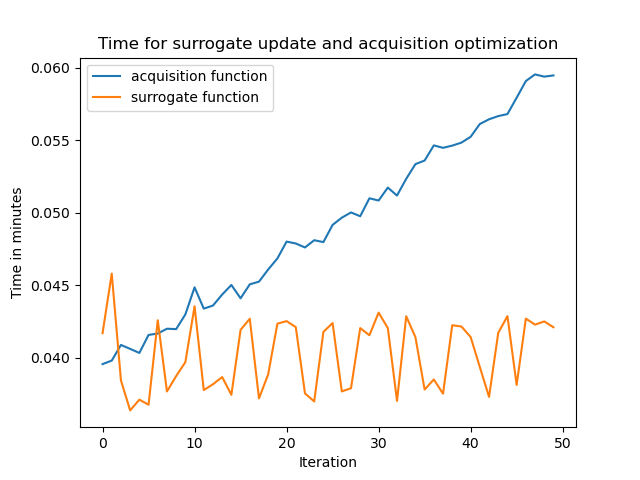 Time for surrogate update and acquisition optimization
acquisition function
surrogate function
Time in minutes
0.060
0.055
0.050
0.045
0.040
0 10 20 30 40 50
Iteration